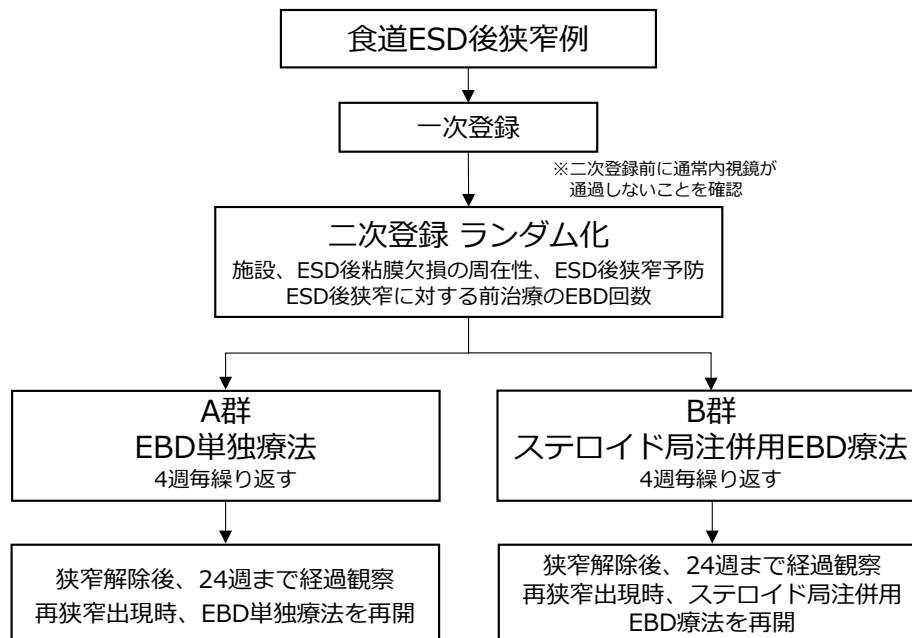 食道ESD後狭窄例
一次登録
※二次登録前に通常内視鏡が
通過しないことを確認
二次登録 ランダム化
施設、ESD後粘膜欠損の周在性、ESD後狭窄予防
ESD後狭窄に対する前治療のEBD回数
A群
EBD単独療法
4週毎繰り返す
B群
ステロイド局注併用EBD療法
4週毎繰り返す
狭窄解除後、24週まで経過観察
再狭窄出現時、EBD単独療法を再開
狭窄解除後、24週まで経過観察
再狭窄出現時、ステロイド局注併用
EBD療法を再開